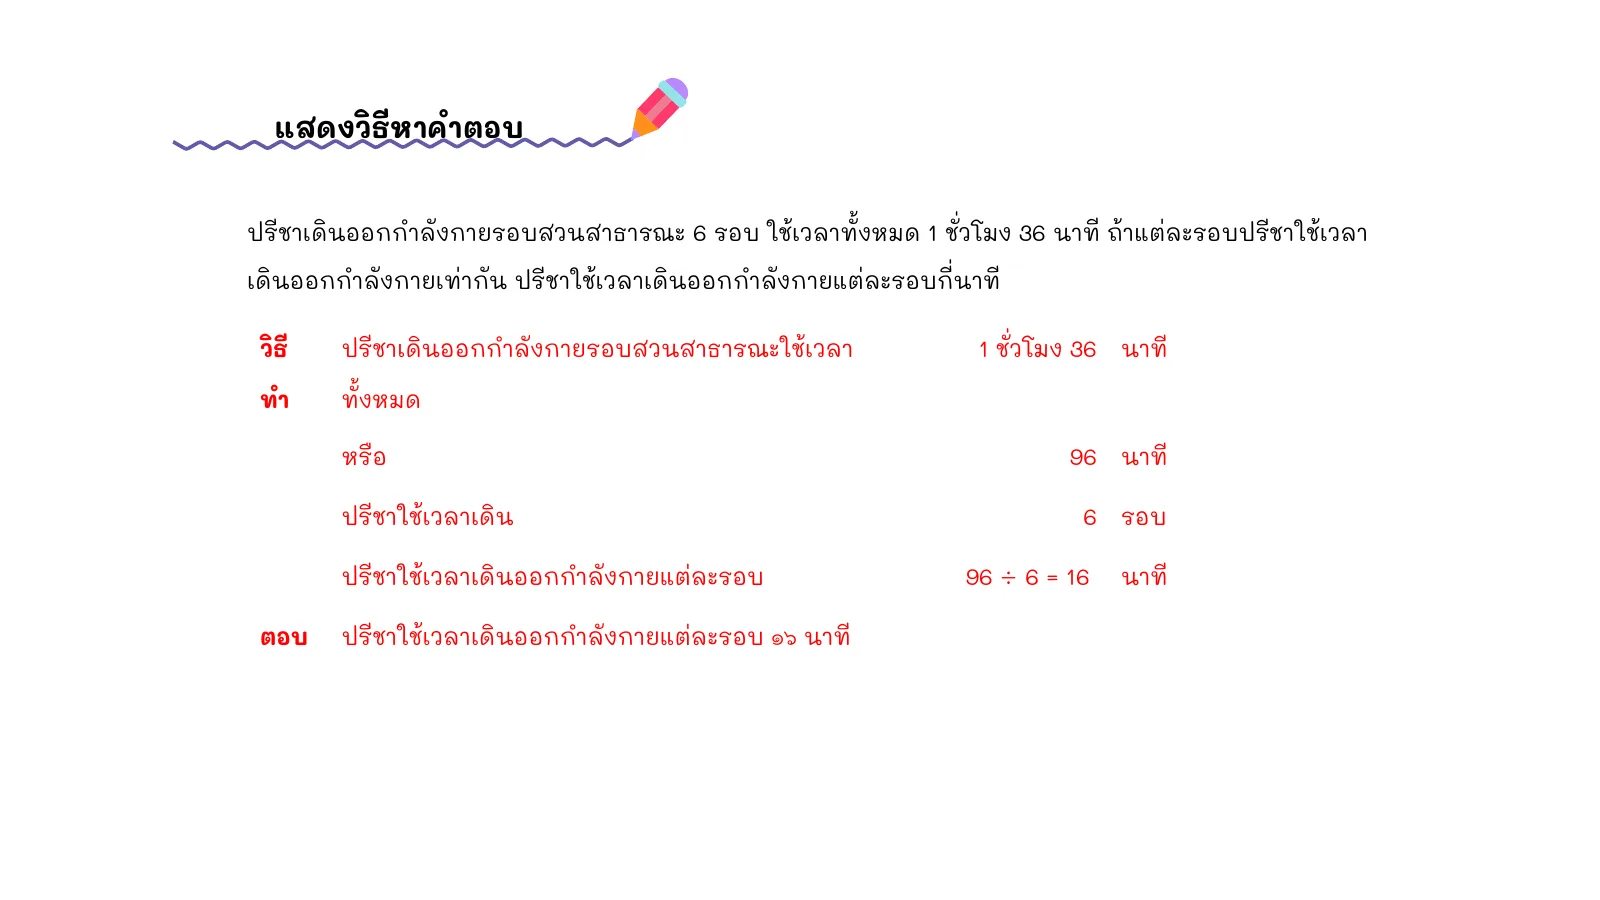 แสดงวิธีหาคำตอบ
ปรีชาเดินออกกำลังกายรอบสวนสาธารณะ 6 รอบ ใช้เวลาทั้งหมด 1 ชั่วโมง 36 นาที ถ้าแต่ละรอบปรีชาใช้เวลา
เดินออกกำลังกายเท่ากัน ปรีชาใช้เวลาเดินออกกำลังกายแต่ละรอบกี่นาที
วิธี ปรีชาเดินออกกำลังกายรอบสวนสาธารณะใช้เวลา 1 ชั่วโมง 36 นาที
ทำ ทั้งหมด
หรือ 96 นาที
ปรีชาใช้เวลาเดิน 6 รอบ
ปรีชาใช้เวลาเดินออกกำลังกายแต่ละรอบ 96 ÷ 6 = 16 นาที
ตอบ ปรีชาใช้เวลาเดินออกกำลังกายแต่ละรอบ ๑๖ นาที